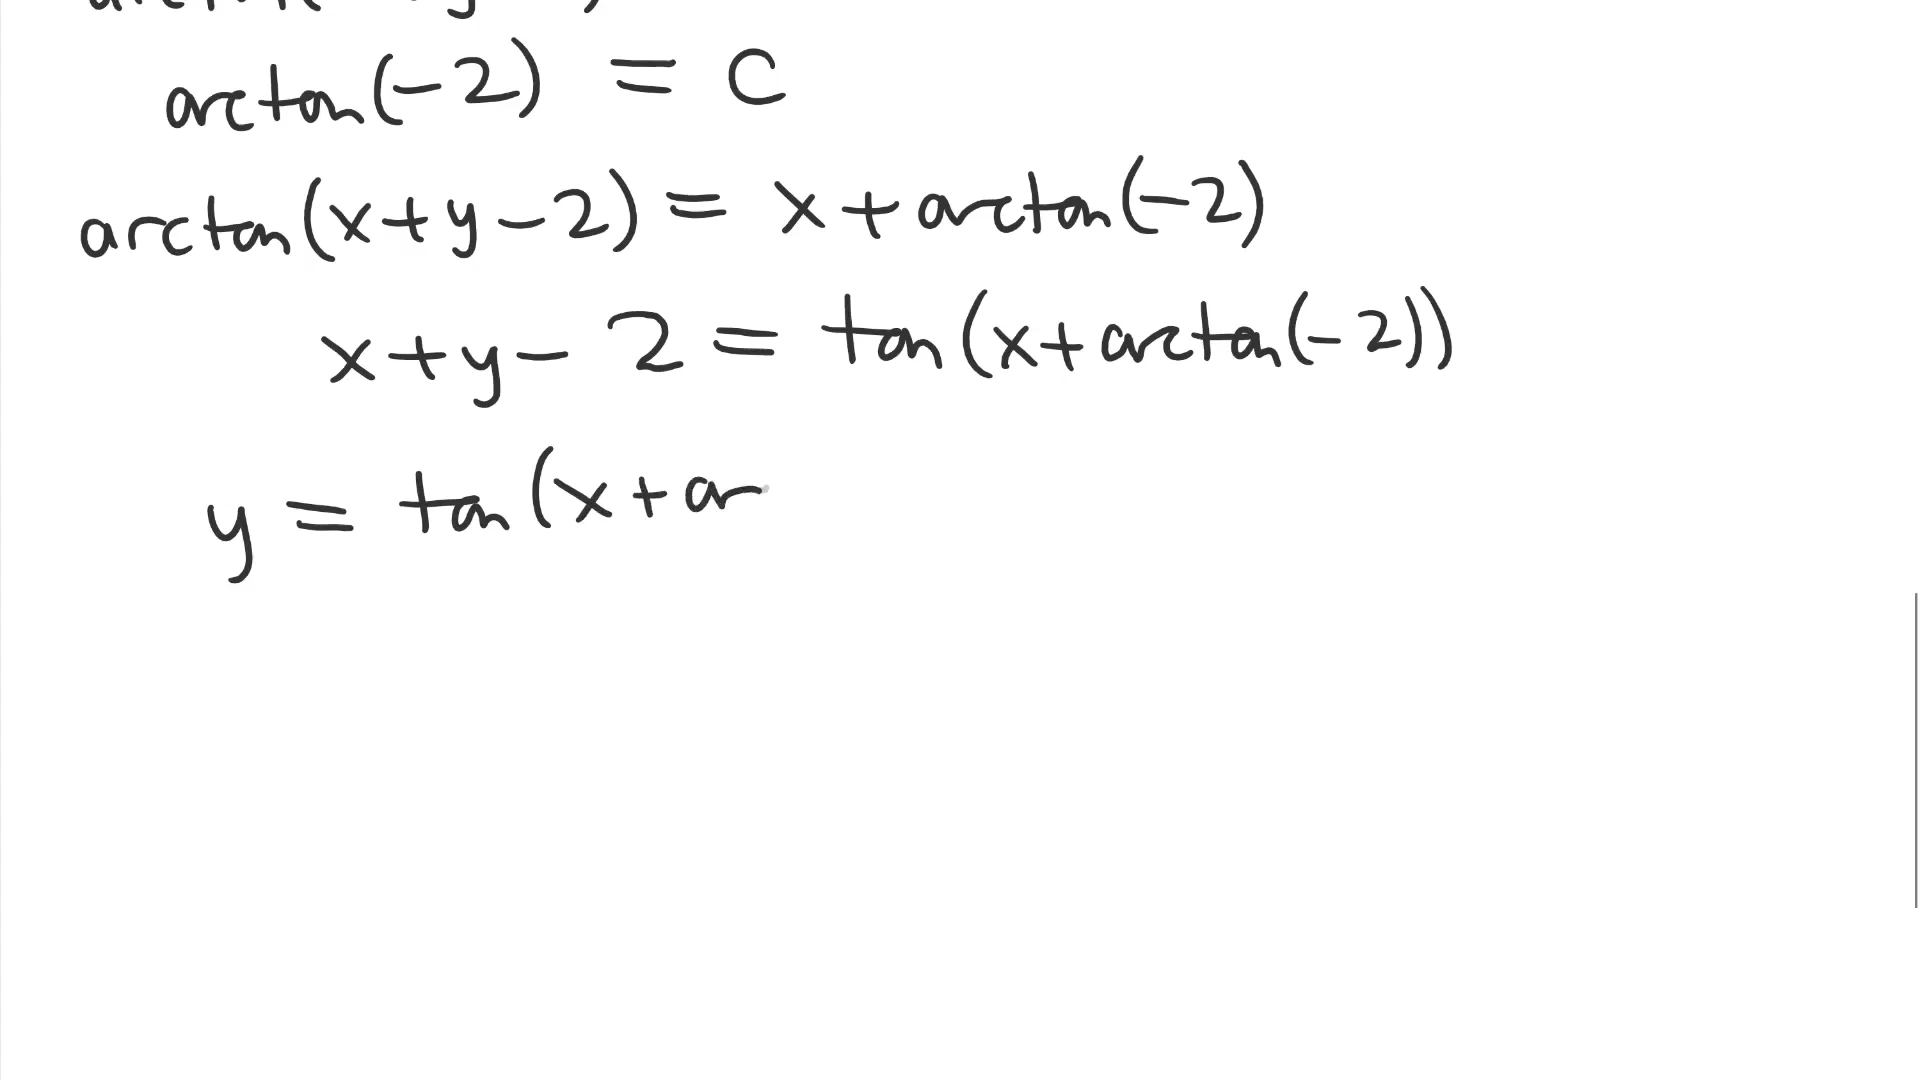 arctan(-2) = C
arctan(x+y-2) = x+arctan(-2)
x+y-2 = tan(x+arctan(-2))
y = tan(x+ar